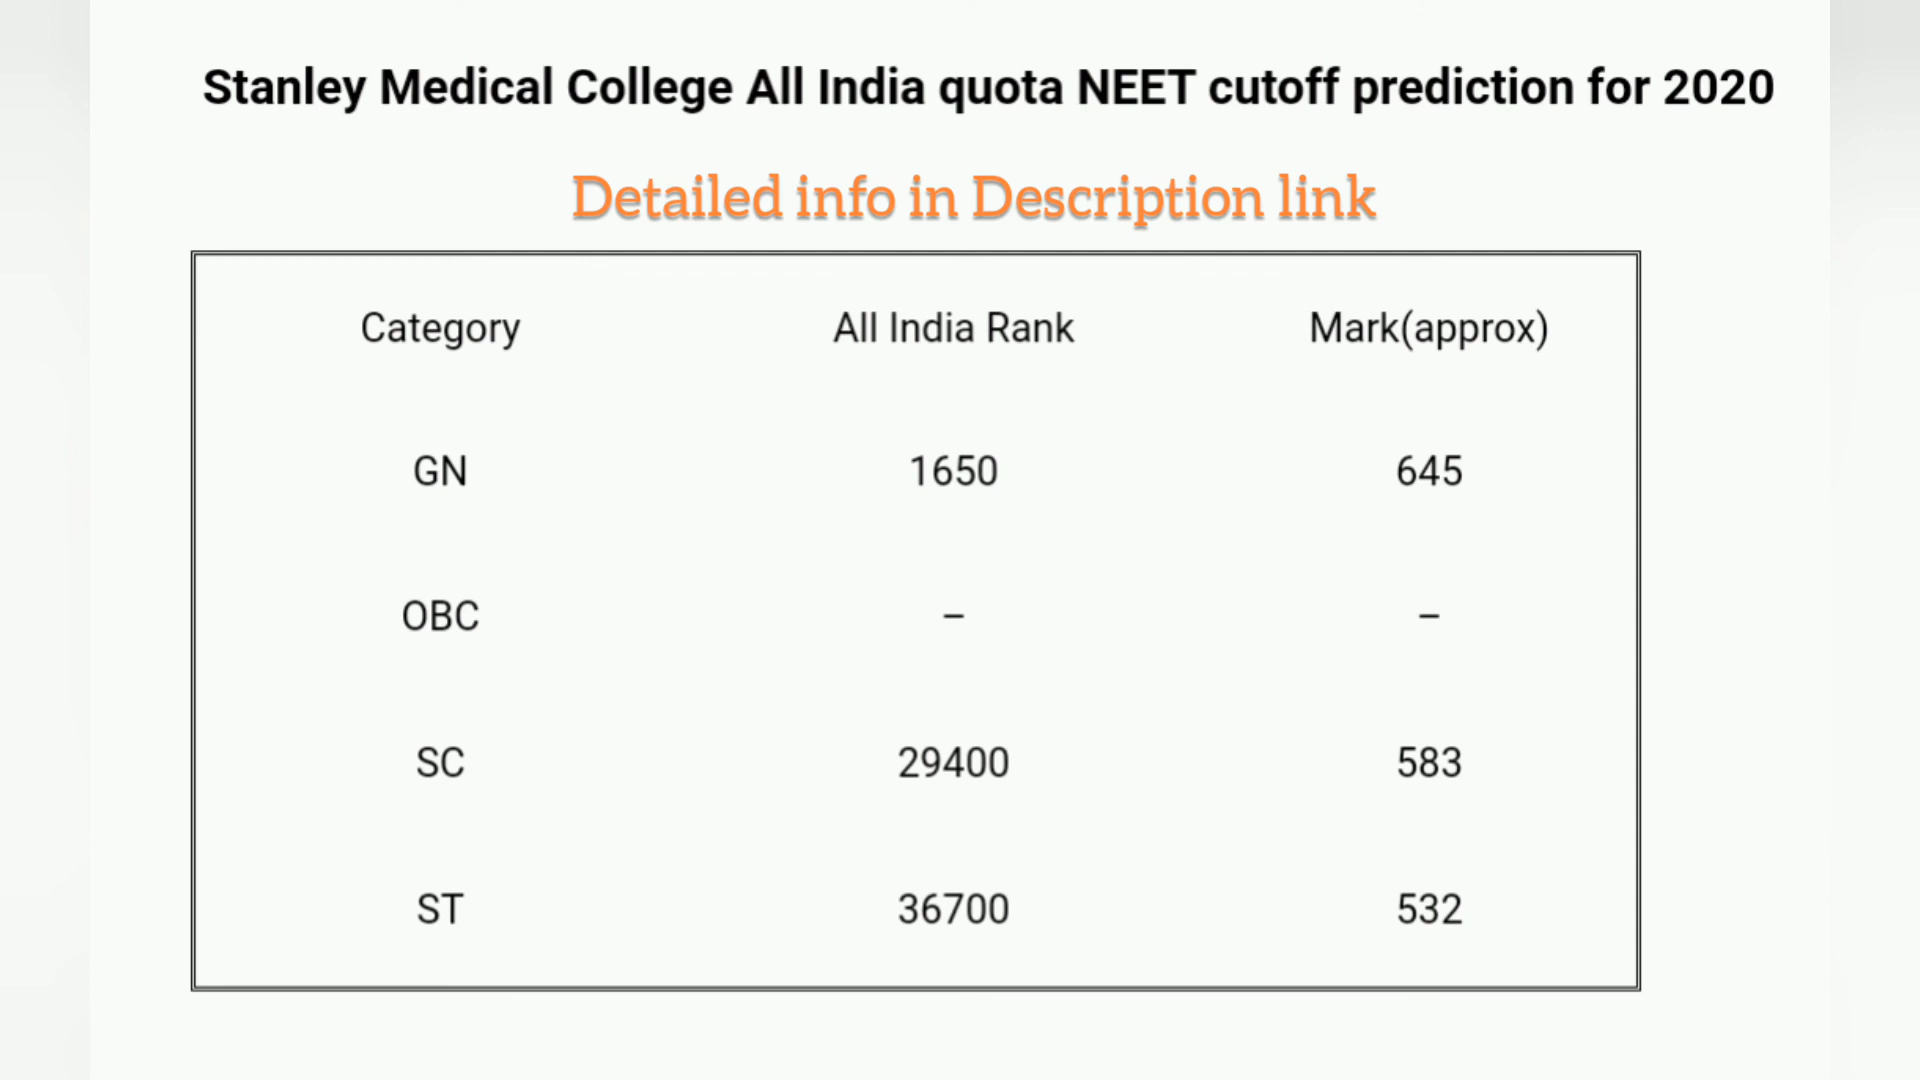 Stanley Medical College All India quota NEET cutoff prediction for 2020
Detailed info in Description link
Category All India Rank Mark(approx)
GN 1650 645
OBC – –
SC 29400 583
ST 36700 532